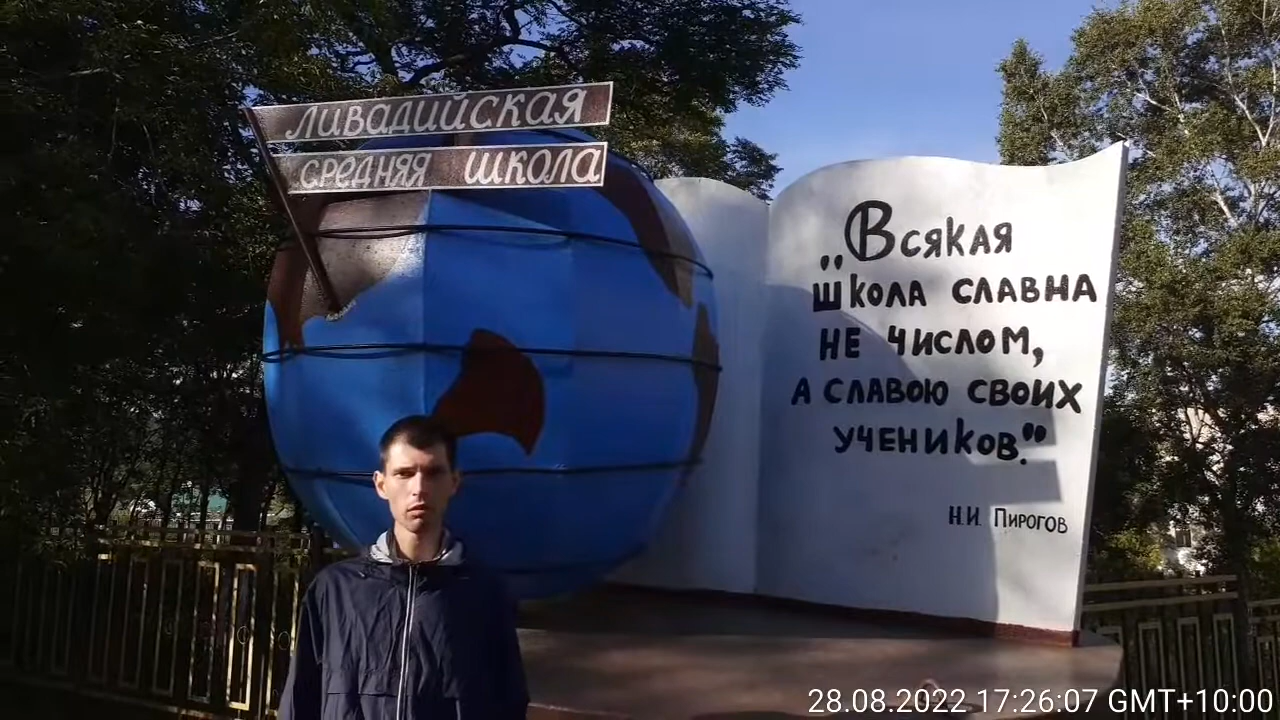 ЛИВАДИЙСКАЯ
СРЕДНЯЯ ШКОЛА
„Всякая
школа славна
не числом,
а славою своих
учеников."
Н.И. Пирогов
28.08.2022 17:26:07 GMT+10:00